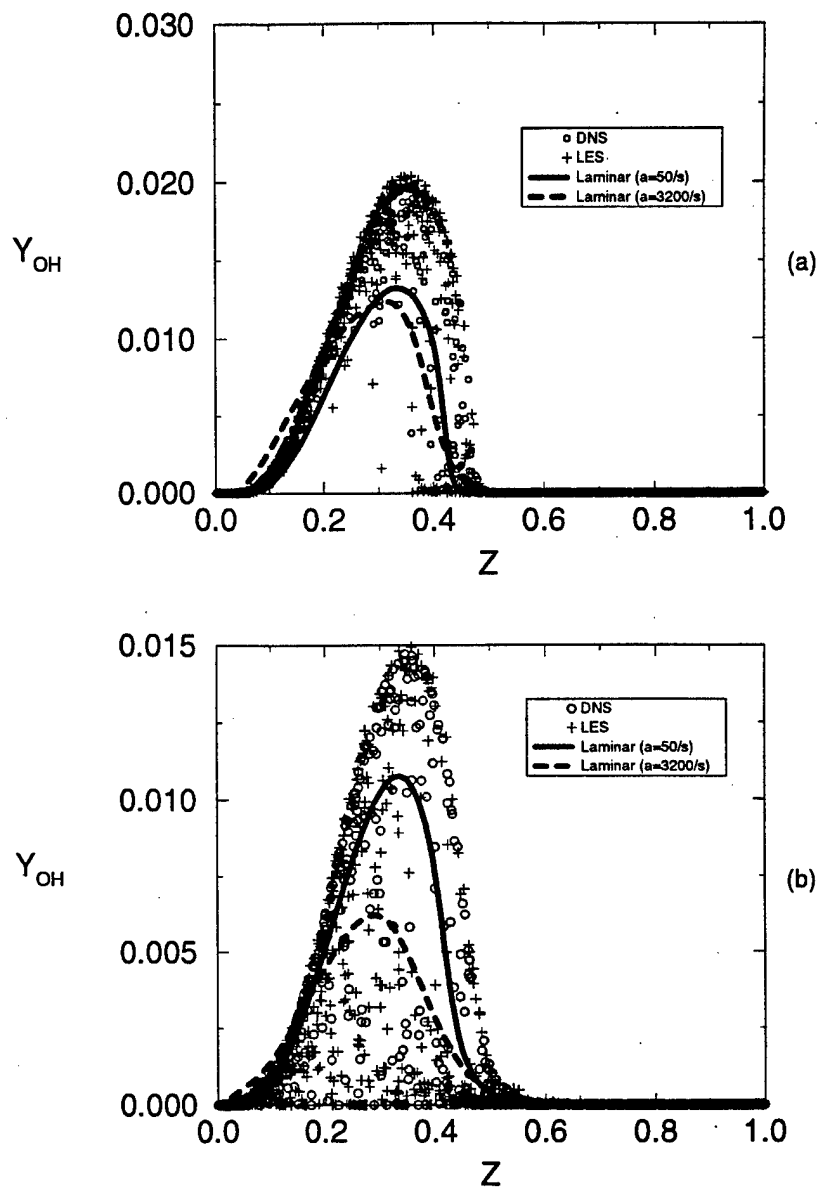 0.030
0.020
0.010
0.000
Y_OH
DNS
LES
Laminar (a=50/s)
Laminar (a=3200/s)
(a)
0.0 0.2 0.4 0.6 0.8 1.0
Z
0.015
0.010
0.005
0.000
Y_OH
DNS
LES
Laminar (a=50/s)
Laminar (a=3200/s)
(b)
0.0 0.2 0.4 0.6 0.8 1.0
Z